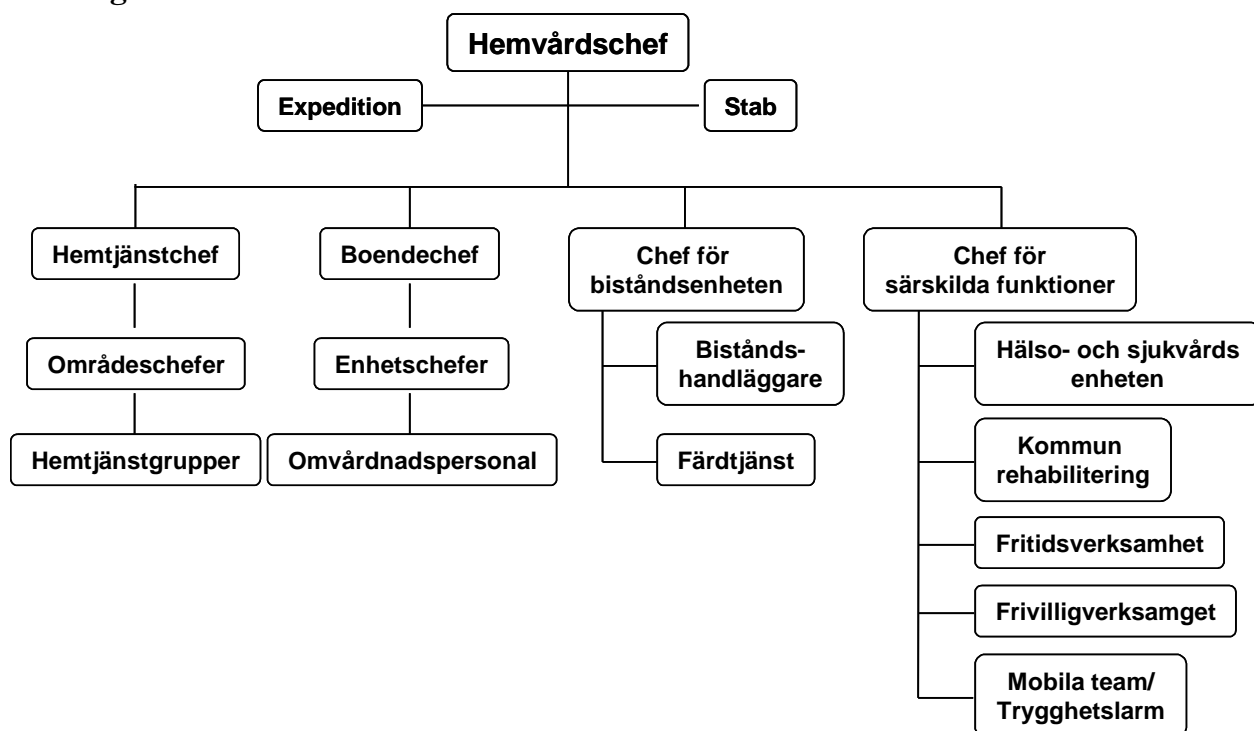 Hemvårdschef
Expedition
Stab
Hemtjänstchef
Boendechef
Chef för
biståndsenheten
Chef för
särskilda funktioner
Områdeschefer
Enhetschefer
Bistånds-
handläggare
Hälso- och sjukvårds
enheten
Hemtjänstgrupper
Omvårdnadspersonal
Färdtjänst
Kommun
rehabilitering
Fritidsverksamhet
Frivilligverksamget
Mobila team/
Trygghetslarm